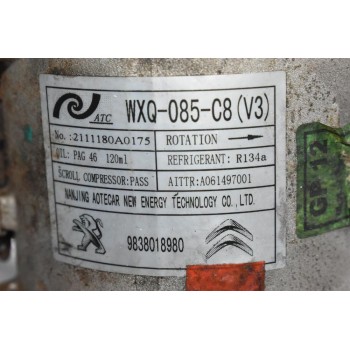 ATC. WXQ-085-C8(V3)
No.:2111180A0175 ROTATION
OIL: PAG 46 120ml REFRIGERANT: R134a
SCROLL COMPRESSOR:PASS AITTR:A061497001
NANJING AOTECAR NEW ENERGY TECHNOLOGY CO., LTD.
9838018980